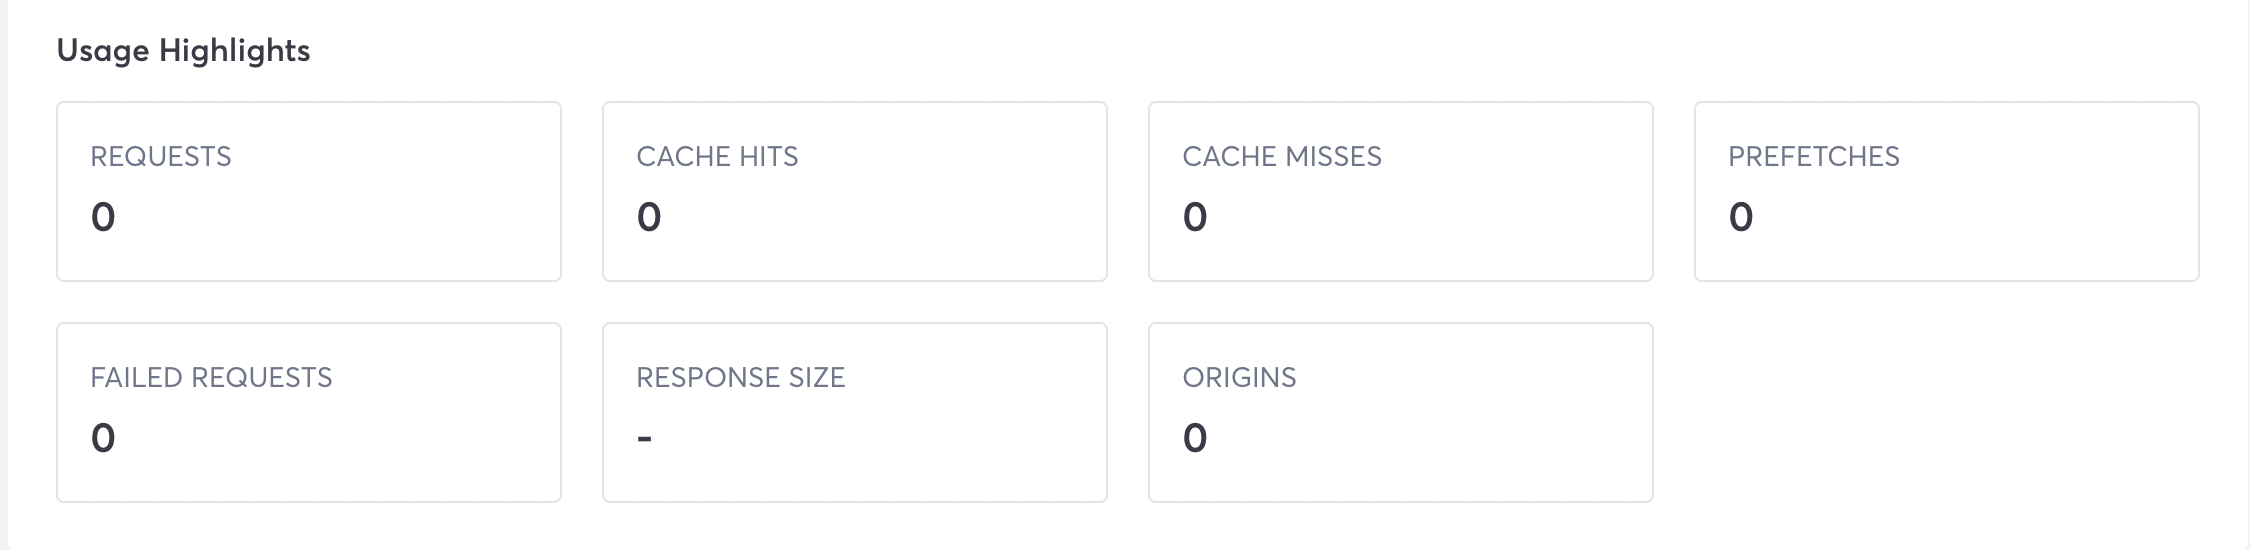 Usage Highlights
REQUESTS
0
CACHE HITS
0
CACHE MISSES
0
PREFETCHES
0
FAILED REQUESTS
0
RESPONSE SIZE
-
ORIGINS
0